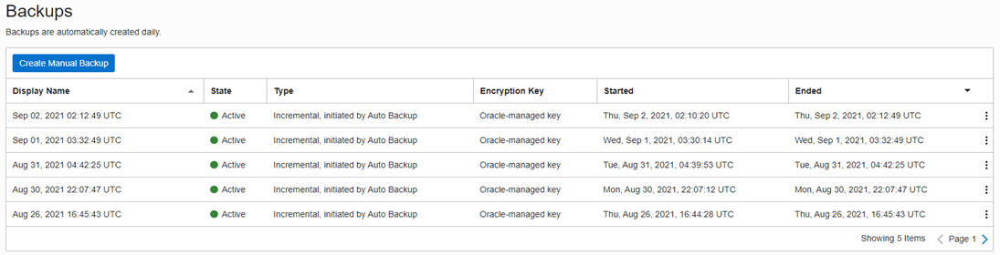 Backups
Backups are automatically created daily.
Create Manual Backup
Display Name State Type Encryption Key Started Ended
Sep 02, 2021 02:12:49 UTC Active Incremental, initiated by Auto Backup Oracle-managed key Thu, Sep 2, 2021, 02:10:20 UTC Thu, Sep 2, 2021, 02:12:49 UTC
Sep 01, 2021 03:32:49 UTC Active Incremental, initiated by Auto Backup Oracle-managed key Wed, Sep 1, 2021, 03:30:14 UTC Wed, Sep 1, 2021, 03:32:49 UTC
Aug 31, 2021 04:42:25 UTC Active Incremental, initiated by Auto Backup Oracle-managed key Tue, Aug 31, 2021, 04:39:53 UTC Tue, Aug 31, 2021, 04:42:25 UTC
Aug 30, 2021 22:07:47 UTC Active Incremental, initiated by Auto Backup Oracle-managed key Mon, Aug 30, 2021, 22:07:12 UTC Mon, Aug 30, 2021, 22:07:47 UTC
Aug 26, 2021 16:45:43 UTC Active Incremental, initiated by Auto Backup Oracle-managed key Thu, Aug 26, 2021, 16:44:28 UTC Thu, Aug 26, 2021, 16:45:43 UTC
Showing 5 Items Page 1